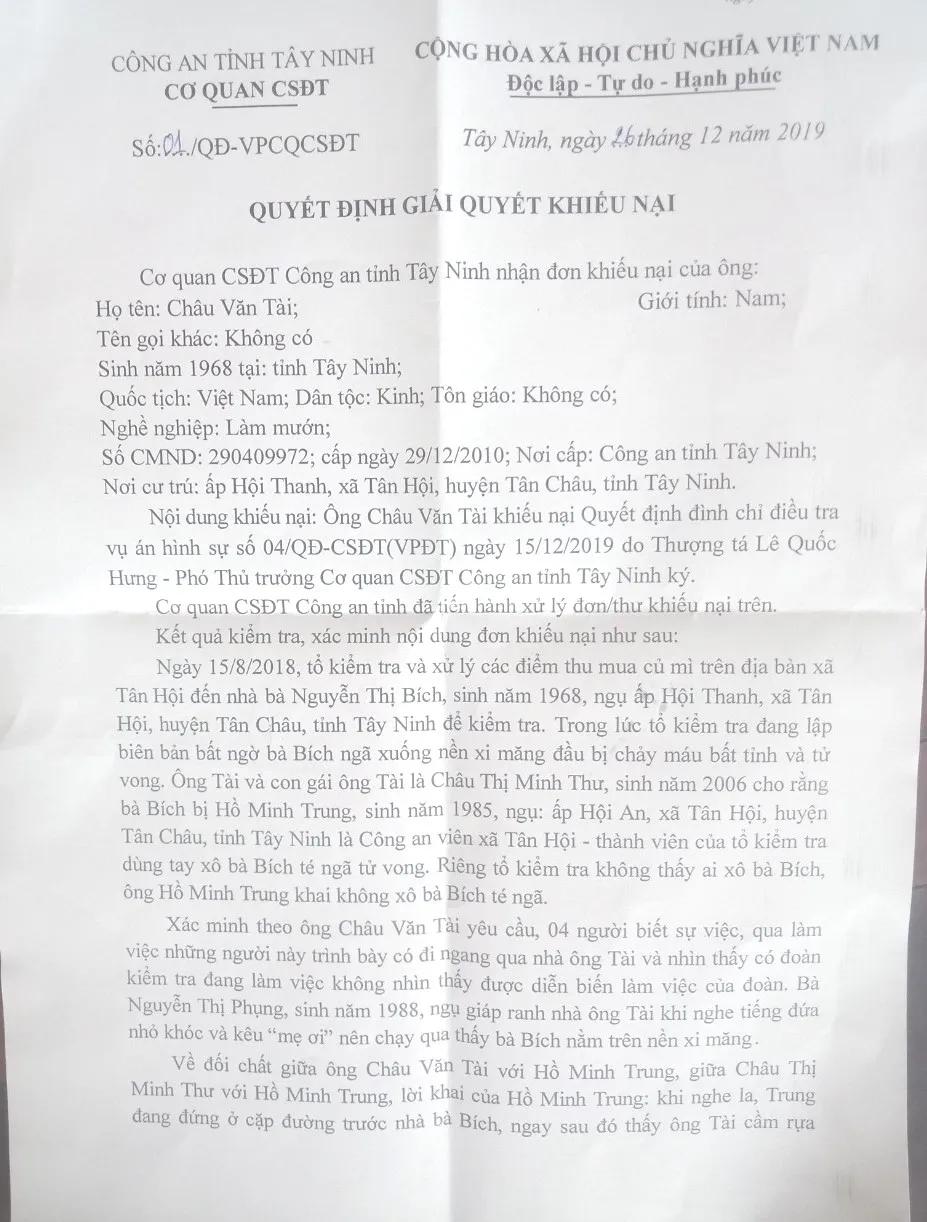 CÔNG AN TỈNH TÂY NINH
CƠ QUAN CSĐT
CỘNG HÒA XÃ HỘI CHỦ NGHĨA VIỆT NAM
Độc lập - Tự do - Hạnh phúc
Số:01./QĐ-VPCQCSĐT
Tây Ninh, ngày 26 tháng 12 năm 2019
QUYẾT ĐỊNH GIẢI QUYẾT KHIẾU NẠI
Cơ quan CSĐT Công an tỉnh Tây Ninh nhận đơn khiếu nại của ông:
Họ tên: Châu Văn Tài; Giới tính: Nam;
Tên gọi khác: Không có
Sinh năm 1968 tại: tỉnh Tây Ninh;
Quốc tịch: Việt Nam; Dân tộc: Kinh; Tôn giáo: Không có;
Nghề nghiệp: Làm mướn;
Số CMND: 290409972; cấp ngày 29/12/2010; Nơi cấp: Công an tỉnh Tây Ninh;
Nơi cư trú: ấp Hội Thanh, xã Tân Hội, huyện Tân Châu, tỉnh Tây Ninh.
Nội dung khiếu nại: Ông Châu Văn Tài khiếu nại Quyết định đình chỉ điều tra
vụ án hình sự số 04/QĐ-CSĐT(VPĐT) ngày 15/12/2019 do Thượng tá Lê Quốc
Hưng - Phó Thủ trưởng Cơ quan CSĐT Công an tỉnh Tây Ninh ký.
Cơ quan CSĐT Công an tỉnh đã tiến hành xử lý đơn/thư khiếu nại trên.
Kết quả kiểm tra, xác minh nội dung đơn khiếu nại như sau:
Ngày 15/8/2018, tổ kiểm tra và xử lý các điểm thu mua củ mì trên địa bàn xã
Tân Hội đến nhà bà Nguyễn Thị Bích, sinh năm 1968, ngụ ấp Hội Thanh, xã Tân
Hội, huyện Tân Châu, tỉnh Tây Ninh để kiểm tra. Trong lúc tổ kiểm tra đang lập
biên bản bất ngờ bà Bích ngã xuống nền xi măng đầu bị chảy máu bất tỉnh và tử
vong. Ông Tài và con gái ông Tài là Châu Thị Minh Thư, sinh năm 2006 cho rằng
bà Bích bị Hồ Minh Trung, sinh năm 1985, ngụ: ấp Hội An, xã Tân Hội, huyện
Tân Châu, tỉnh Tây Ninh là Công an viên xã Tân Hội - thành viên của tổ kiểm tra
dùng tay xô bà Bích té ngã tử vong. Riêng tổ kiểm tra không thấy ai xô bà Bích,
ông Hồ Minh Trung khai không xô bà Bích té ngã.
Xác minh theo ông Châu Văn Tài yêu cầu, 04 người biết sự việc, qua làm
việc những người này trình bày có đi ngang qua nhà ông Tài và nhìn thấy có đoàn
kiểm tra đang làm việc không nhìn thấy được diễn biến làm việc của đoàn. Bà
Nguyễn Thị Phụng, sinh năm 1988, ngụ giáp ranh nhà ông Tài khi nghe tiếng đứa
nhỏ khóc và kêu “mẹ ơi” nên chạy qua thấy bà Bích nằm trên nền xi măng.
Về đối chất giữa ông Châu Văn Tài với Hồ Minh Trung, giữa Châu Thị
Minh Thư với Hồ Minh Trung, lời khai của Hồ Minh Trung: khi nghe la, Trung
đang đứng ở cặp đường trước nhà bà Bích, ngay sau đó thấy ông Tài cầm rựa